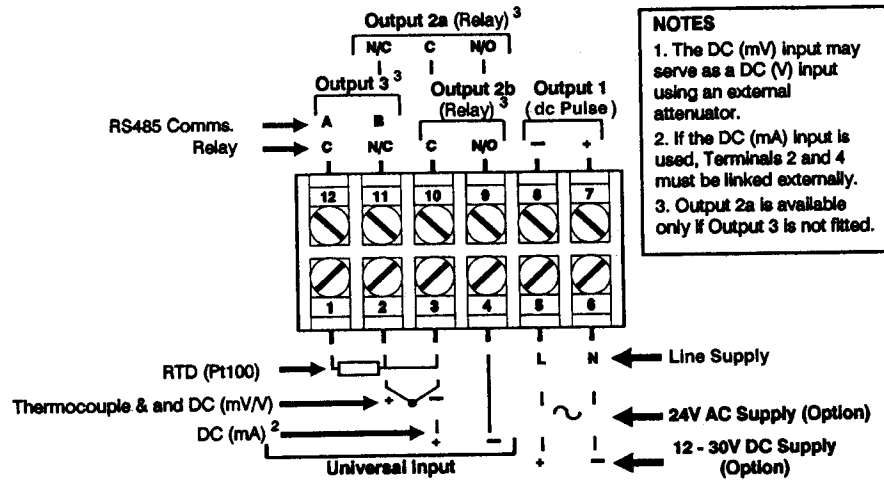 Output 2a (Relay) 3
N/C C N/O
Output 3 3
Output 2b (Relay) 3
Output 1 (dc Pulse)
RS485 Comms. A B
Relay C N/C C N/O − +
12 11 10 9 8 7
1 2 3 4 5 6
L N Line Supply
RTD (Pt100)
Thermocouple & and DC (mV/V) + −
24V AC Supply (Option)
DC (mA) 2 + −
12 - 30V DC Supply (Option)
+ −
Universal Input
NOTES
1. The DC (mV) input may
serve as a DC (V) input
using an external
attenuator.
2. If the DC (mA) input is
used, Terminals 2 and 4
must be linked externally.
3. Output 2a is available
only if Output 3 is not fitted.